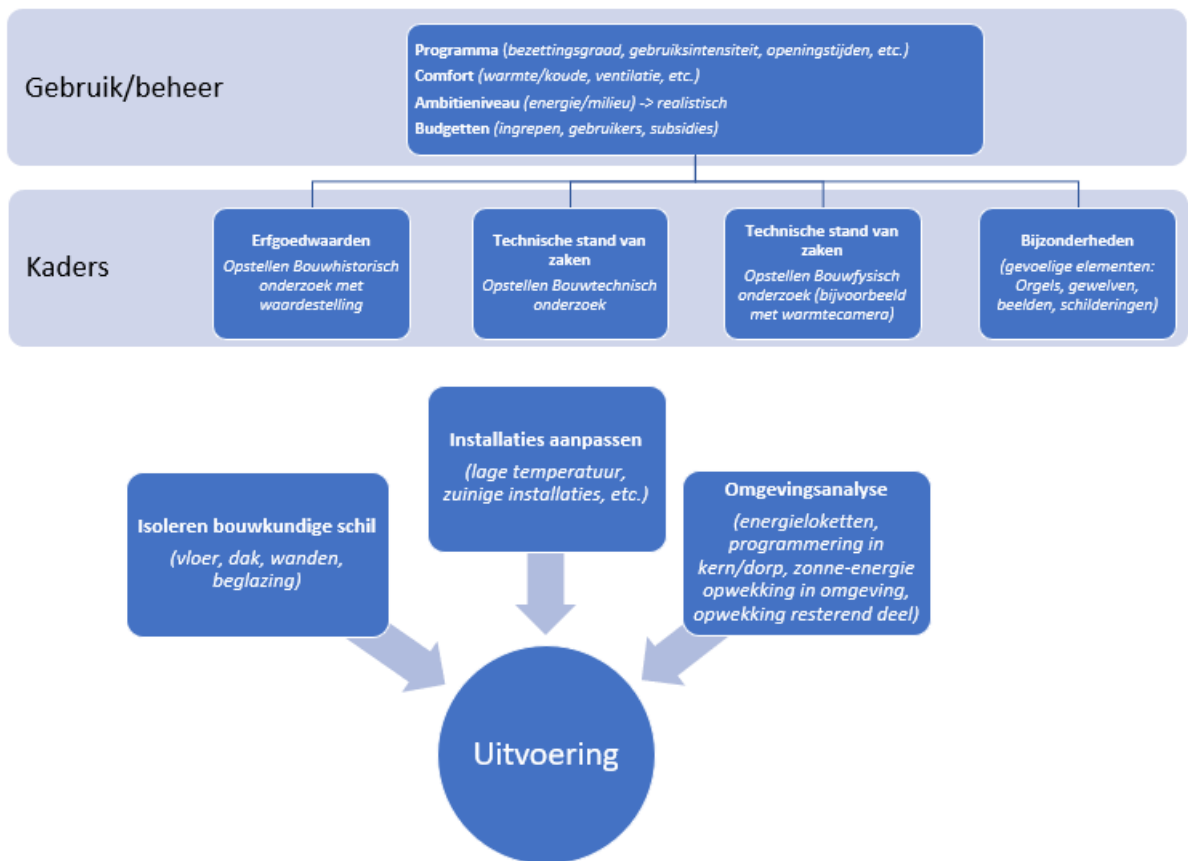 Gebruik/beheer
Programma (bezettingsgraad, gebruiksintensiteit, openingstijden, etc.)
Comfort (warmte/koude, ventilatie, etc.)
Ambitieniveau (energie/milieu) -> realistisch
Budgetten (ingrepen, gebruikers, subsidies)
Kaders
Erfgoedwaarden
Opstellen Bouwhistorisch
onderzoek met
waardestelling
Technische stand van
zaken
Opstellen Bouwtechnisch
onderzoek
Technische stand van
zaken
Opstellen Bouwfysisch
onderzoek (bijvoorbeeld
met warmtecamera)
Bijzonderheden
(gevoelige elementen:
Orgels, gewelven,
beelden, schilderingen)
Isoleren bouwkundige schil
(vloer, dak, wanden,
beglazing)
Installaties aanpassen
(lage temperatuur,
zuinige installaties, etc.)
Omgevingsanalyse
(energieloketten,
programmering in
kern/dorp, zonne-energie
opwekking in omgeving,
opwekking resterend deel)
Uitvoering